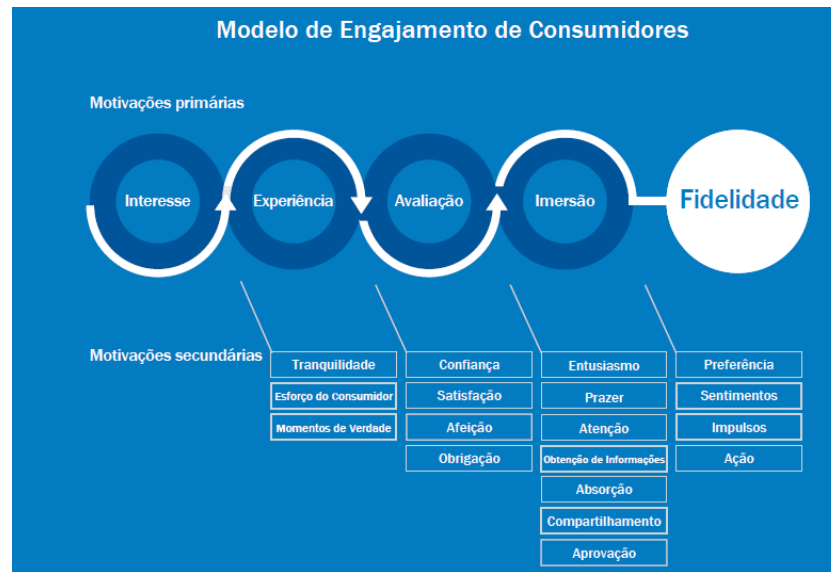 Modelo de Engajamento de Consumidores
Motivações primárias
Interesse
Experiência
Avaliação
Imersão
Fidelidade
Motivações secundárias
Tranquilidade
Esforço do Consumidor
Momentos de Verdade
Confiança
Satisfação
Afeição
Obrigação
Entusiasmo
Prazer
Atenção
Obtenção de Informações
Absorção
Compartilhamento
Aprovação
Preferência
Sentimentos
Impulsos
Ação